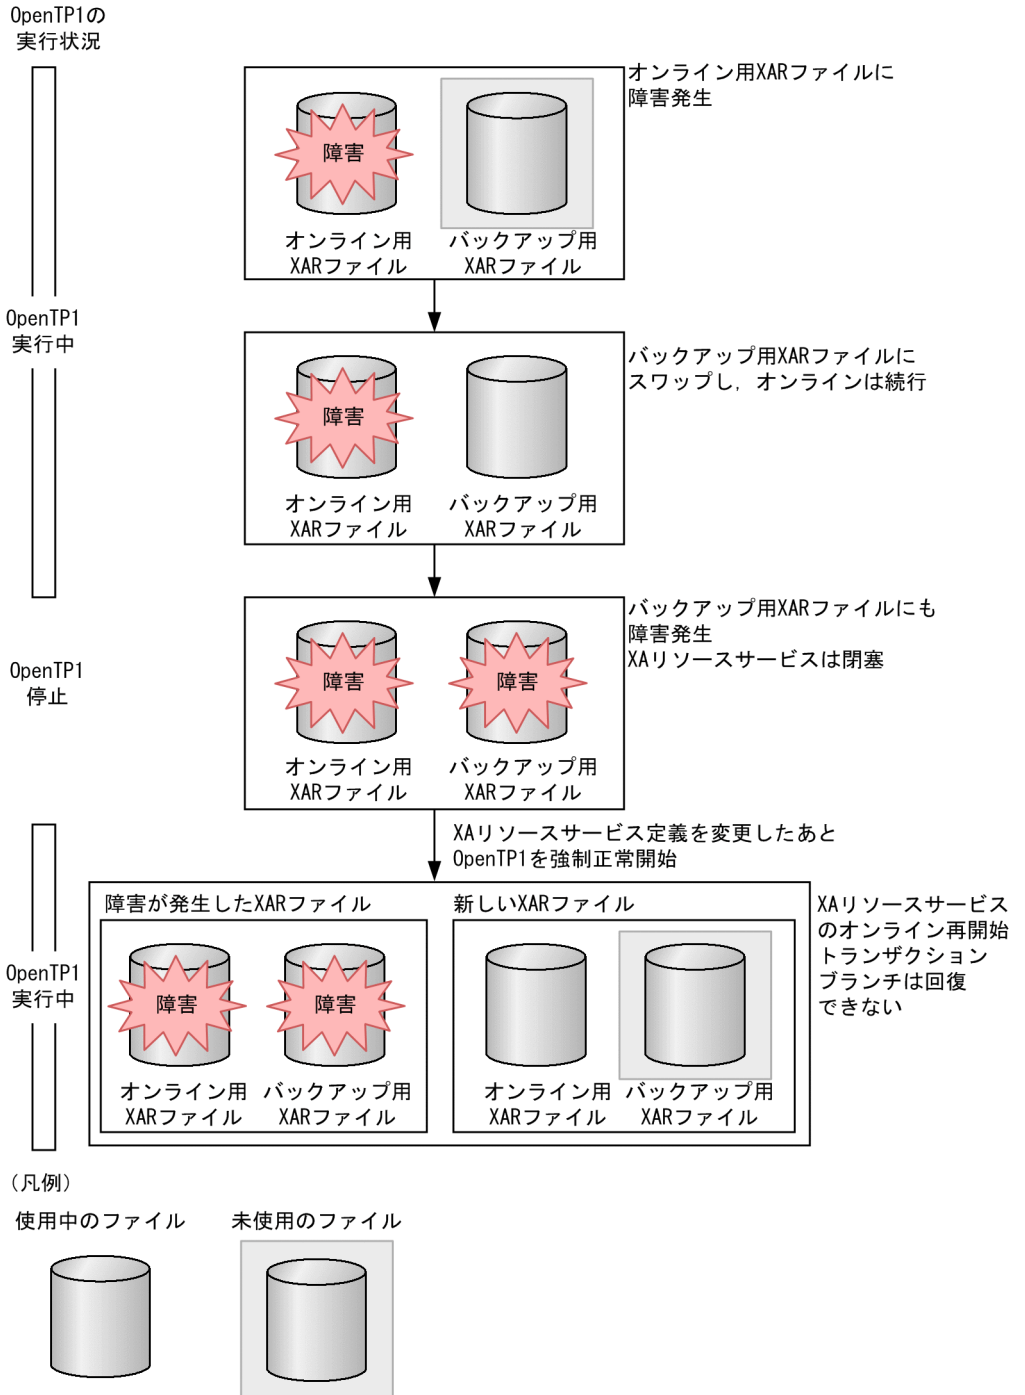 OpenTP1の
実行状況
オンライン用XARファイルに
障害発生
障害
オンライン用
XARファイル
バックアップ用
XARファイル
OpenTP1
実行中
バックアップ用XARファイルに
スワップし，オンラインは続行
障害
オンライン用
XARファイル
バックアップ用
XARファイル
バックアップ用XARファイルにも
障害発生
XAリソースサービスは閉塞
OpenTP1
停止
障害
障害
オンライン用
XARファイル
バックアップ用
XARファイル
XAリソースサービス定義を変更したあと
OpenTP1を強制正常開始
障害が発生したXARファイル
新しいXARファイル
XAリソースサービス
のオンライン再開始
トランザクション
ブランチは回復
できない
OpenTP1
実行中
障害
障害
オンライン用
XARファイル
バックアップ用
XARファイル
オンライン用
XARファイル
バックアップ用
XARファイル
（凡例）
使用中のファイル
未使用のファイル